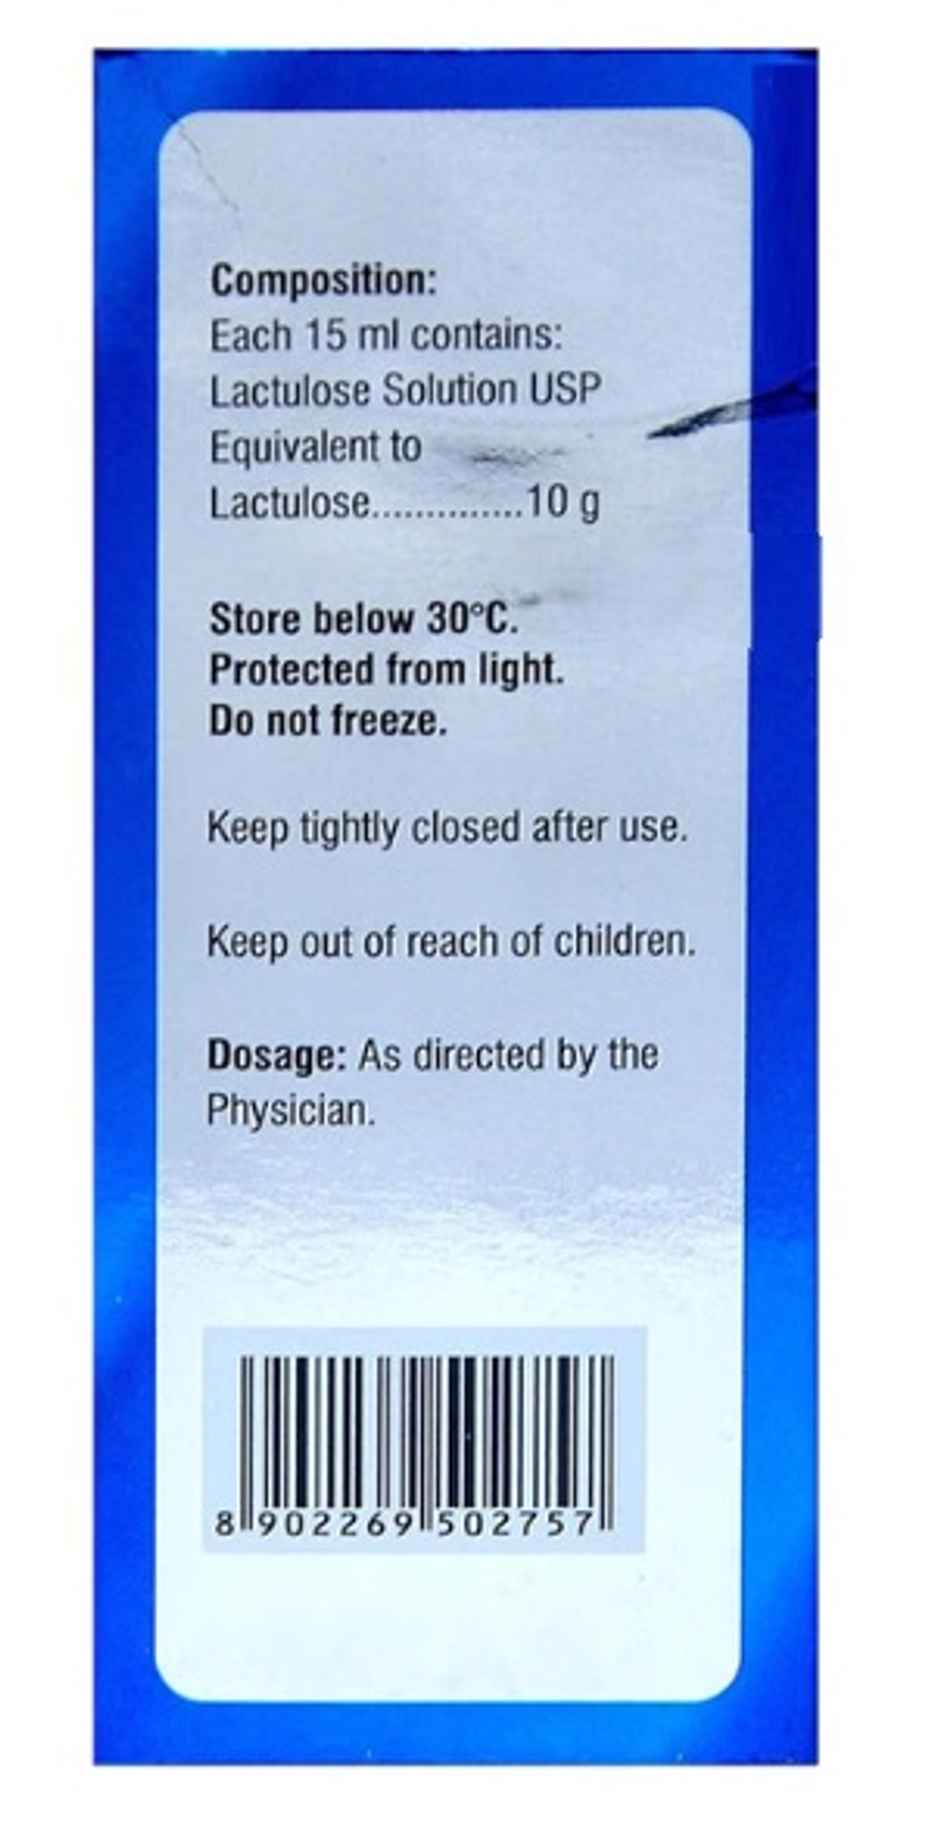 Composition:
Each 15 ml contains:
Lactulose Solution USP
Equivalent to
Lactulose..............10 g
Store below 30°C.
Protected from light.
Do not freeze.
Keep tightly closed after use.
Keep out of reach of children.
Dosage: As directed by the
Physician.
8 902269 502757